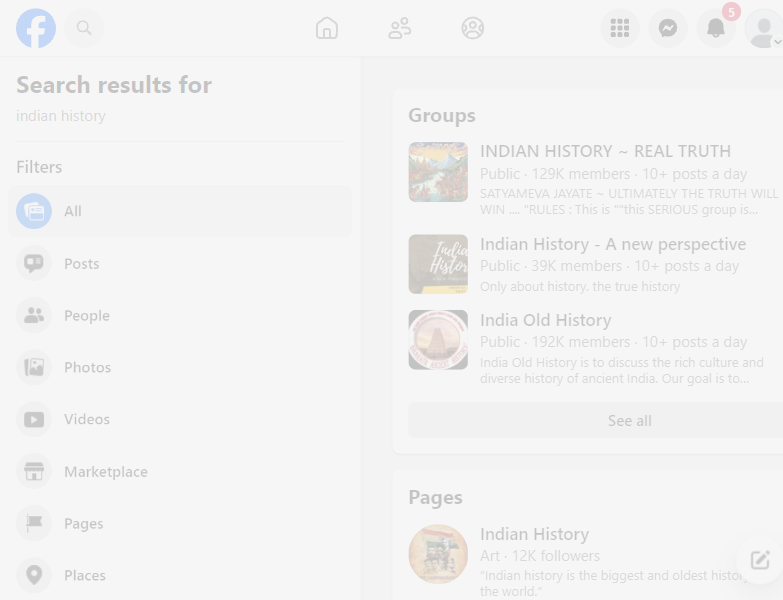 5
Search results for
indian history
Filters
All
Posts
People
Photos
Videos
Marketplace
Pages
Places
Groups
INDIAN HISTORY ~ REAL TRUTH
Public · 129K members · 10+ posts a day
SATYAMEVA JAYATE ~ ULTIMATELY THE TRUTH WILL
WIN .... "RULES : This is ""this SERIOUS group is...
Indian History - A new perspective
Public · 39K members · 10+ posts a day
Only about history. the true history
India Old History
Public · 192K members · 10+ posts a day
India Old History is to discuss the rich culture and
diverse history of ancient India. Our goal is to...
See all
Pages
Indian History
Art · 12K followers
"Indian history is the biggest and oldest history
the world."